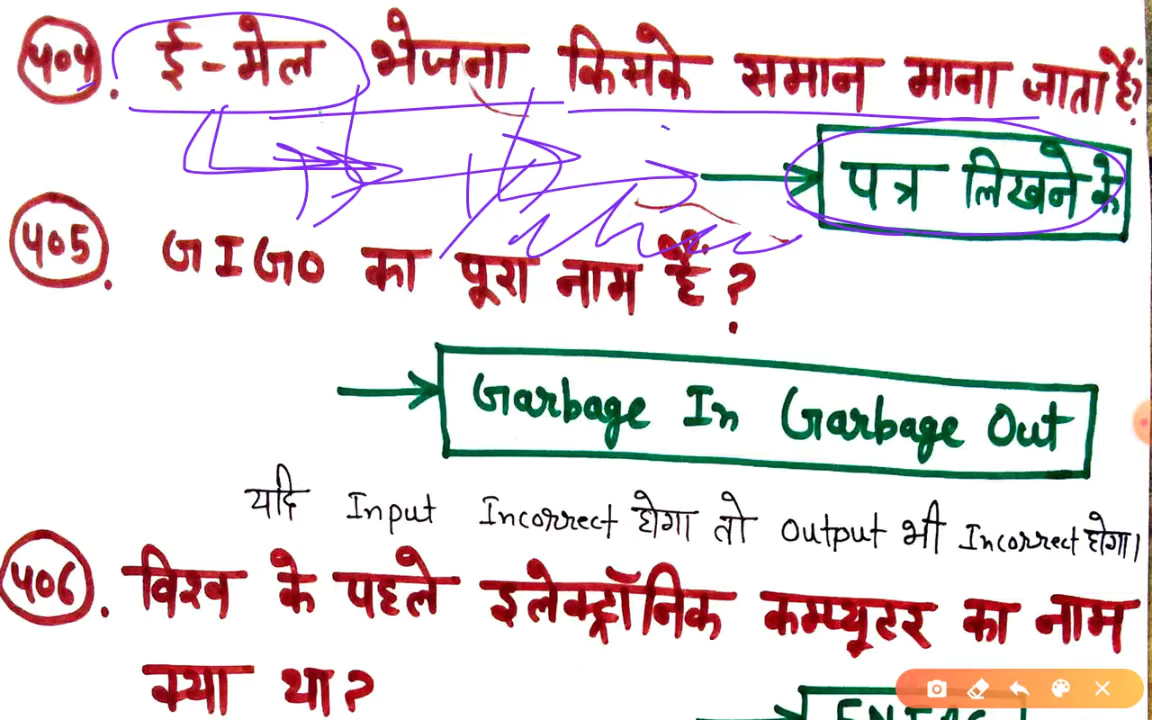 404. ई-मेल भेजना किसके समान माना जाता है?
पत्र लिखने के
405. GIGO का पूरा नाम है?
Garbage In Garbage Out
यदि Input Incorrect होगा तो Output भी Incorrect होगा।
406. विश्व के पहले इलेक्ट्रॉनिक कम्प्यूटर का नाम
क्या था?